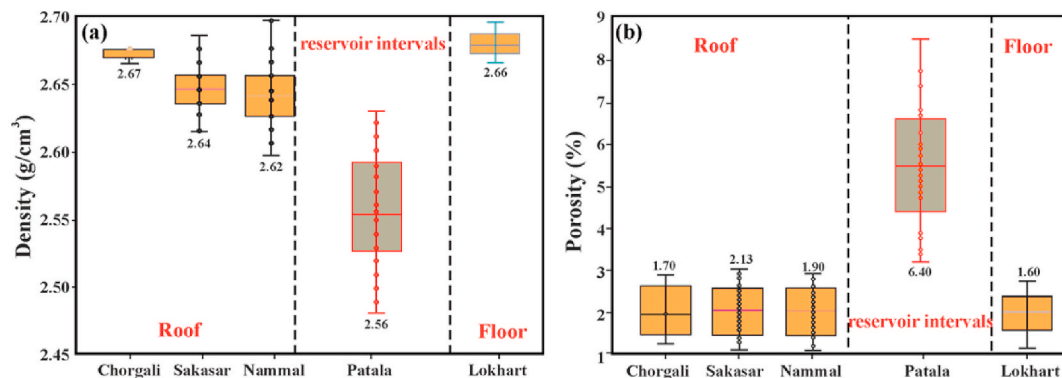 (a)
reservoir intervals
Roof
Floor
2.67
2.64
2.62
2.56
2.66
2.70
2.65
2.60
2.55
2.50
2.45
Density (g/cm³)
Chorgali
Sakasar
Nammal
Patala
Lokhart
(b)
Roof
Floor
reservoir intervals
1.70
2.13
1.90
6.40
1.60
9
8
7
6
5
4
3
2
1
Porosity (%)
Chorgali
Sakasar
Nammal
Patala
Lokhart